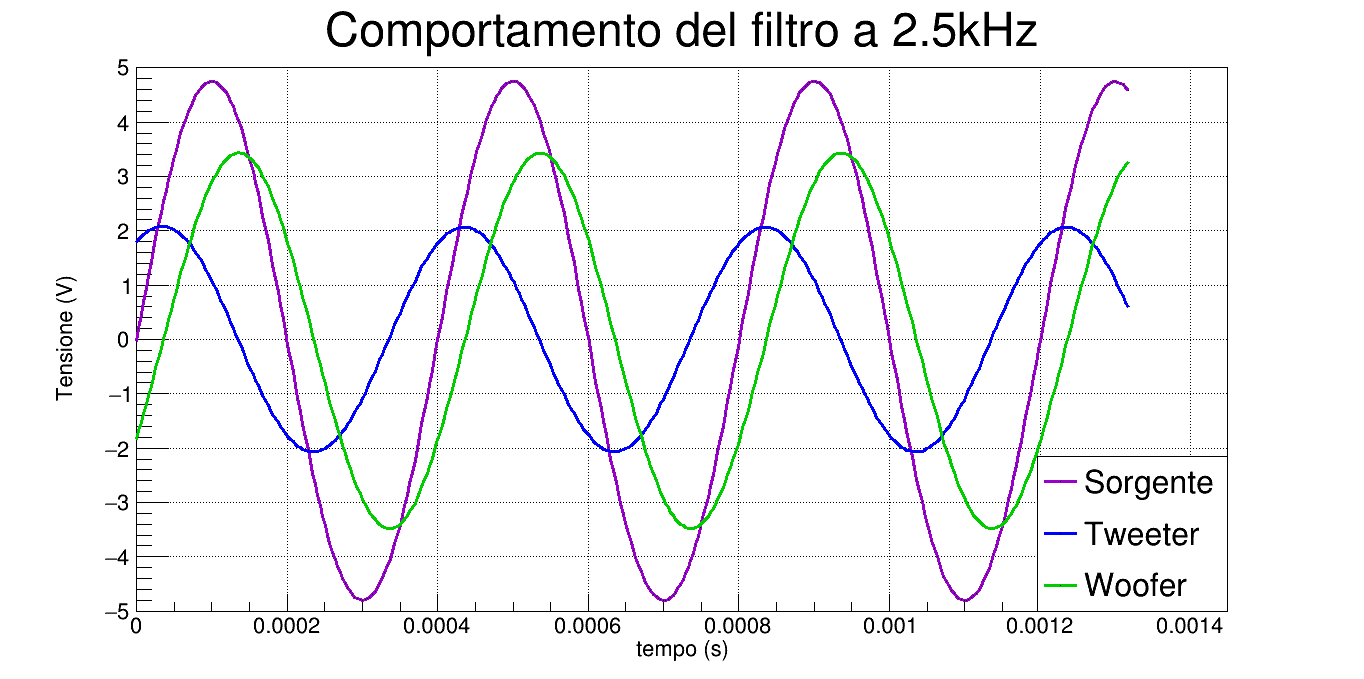 Comportamento del filtro a 2.5kHz
Tensione (V)
5
4
3
2
1
0
−1
−2
−3
−4
−5
0 0.0002 0.0004 0.0006 0.0008 0.001 0.0012 0.0014
tempo (s)
Sorgente
Tweeter
Woofer